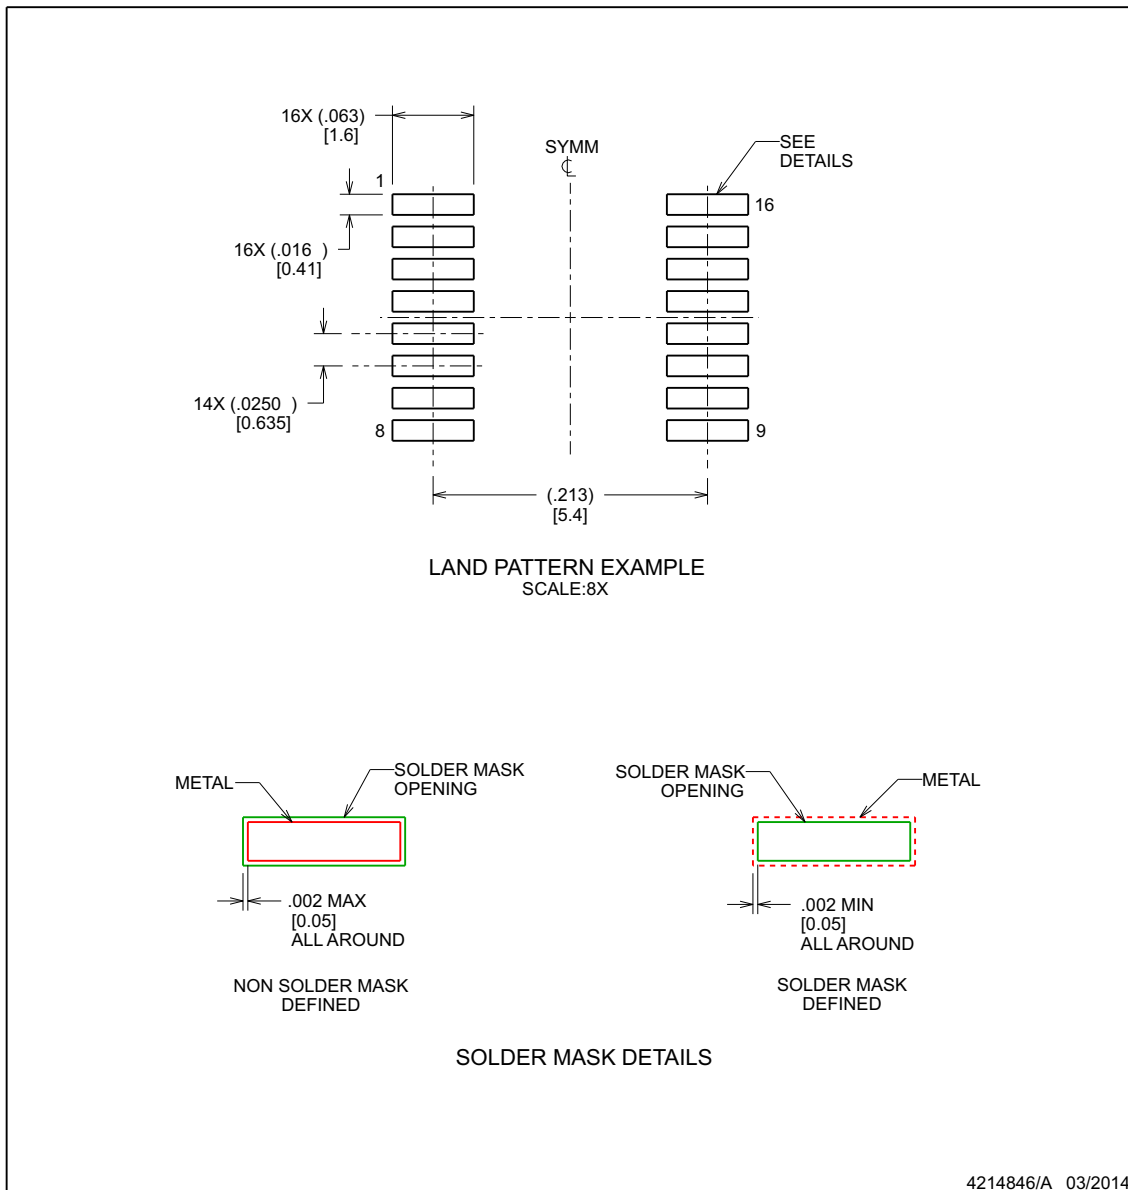 16X (.063)
[1.6]
SYMM
SEE
DETAILS
1
16
16X (.016 )
[0.41]
14X (.0250 )
[0.635]
8
9
(.213)
[5.4]
LAND PATTERN EXAMPLE
SCALE:8X
METAL
SOLDER MASK
OPENING
SOLDER MASK
OPENING
METAL
.002 MAX
[0.05]
ALL AROUND
.002 MIN
[0.05]
ALL AROUND
NON SOLDER MASK
DEFINED
SOLDER MASK
DEFINED
SOLDER MASK DETAILS
4214846/A 03/2014